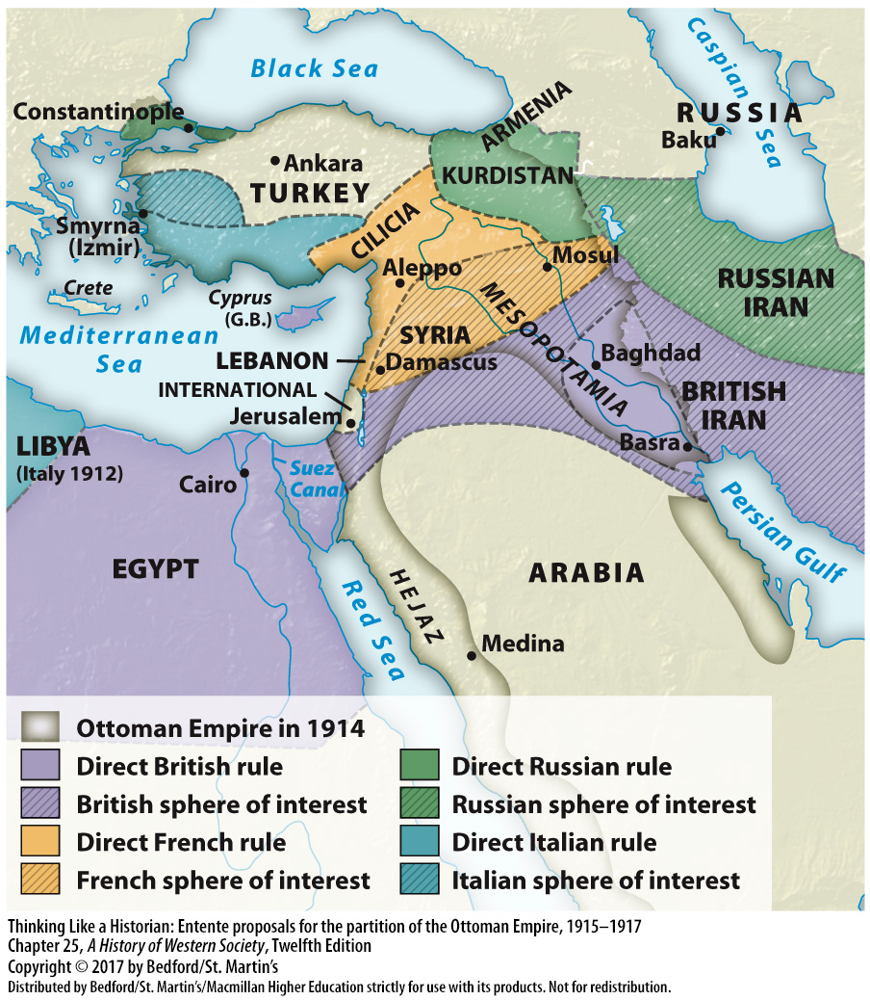 Black Sea
Caspian Sea
Constantinople
RUSSIA
Baku
ARMENIA
Ankara
TURKEY
KURDISTAN
Smyrna
(Izmir)
CILICIA
Mosul
Aleppo
RUSSIAN
IRAN
Crete
Cyprus
(G.B.)
MESOPOTAMIA
SYRIA
Mediterranean
Sea
LEBANON
Damascus
Baghdad
INTERNATIONAL
BRITISH
IRAN
Jerusalem
LIBYA
(Italy 1912)
Basra
Suez
Canal
Cairo
Persian Gulf
EGYPT
ARABIA
HEJAZ
Red Sea
Medina
Ottoman Empire in 1914
Direct British rule
British sphere of interest
Direct French rule
French sphere of interest
Direct Russian rule
Russian sphere of interest
Direct Italian rule
Italian sphere of interest
Thinking Like a Historian: Entente proposals for the partition of the Ottoman Empire, 1915–1917
Chapter 25, A History of Western Society, Twelfth Edition
Copyright © 2017 by Bedford/St. Martin's
Distributed by Bedford/St. Martin's/Macmillan Higher Education strictly for use with its products. Not for redistribution.